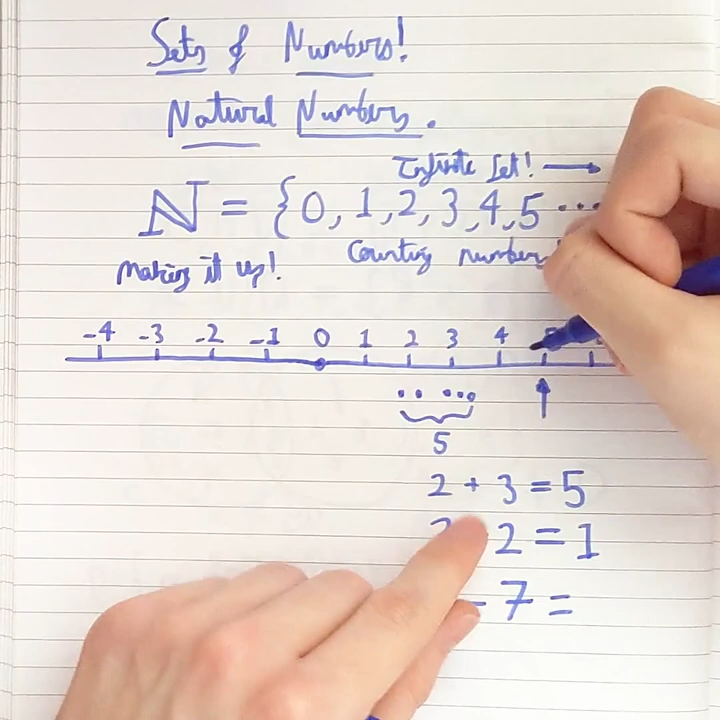 Sets of Numbers!
Natural Numbers.
Infinite Set! →
ℕ = {0, 1, 2, 3, 4, 5 ...
Making it up! Counting numbers
-4 -3 -2 -1 0 1 2 3 4 5
5
2 + 3 = 5
2 = 1
- 7 =